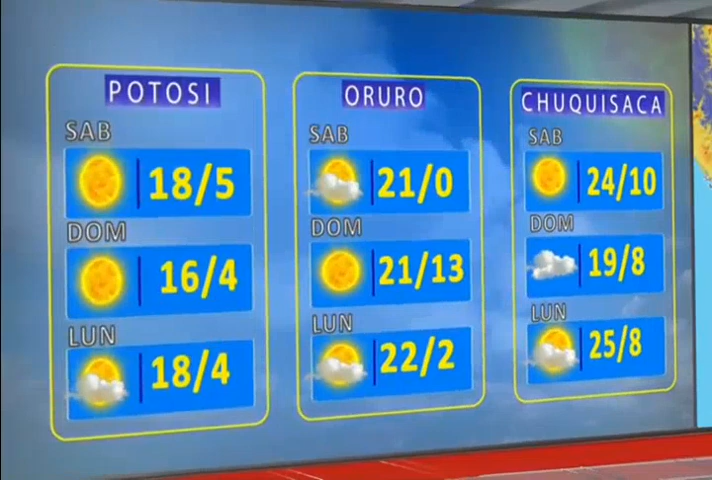 POTOSI
SAB
18/5
DOM
16/4
LUN
18/4
ORURO
SAB
21/0
DOM
21/13
LUN
22/2
CHUQUISACA
SAB
24/10
DOM
19/8
LUN
25/8